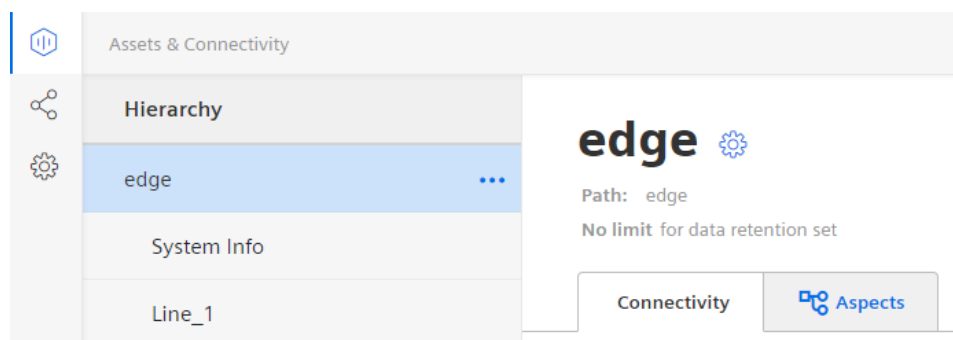 Assets & Connectivity
Hierarchy
edge
System Info
Line_1
edge
Path: edge
No limit for data retention set
Connectivity
Aspects